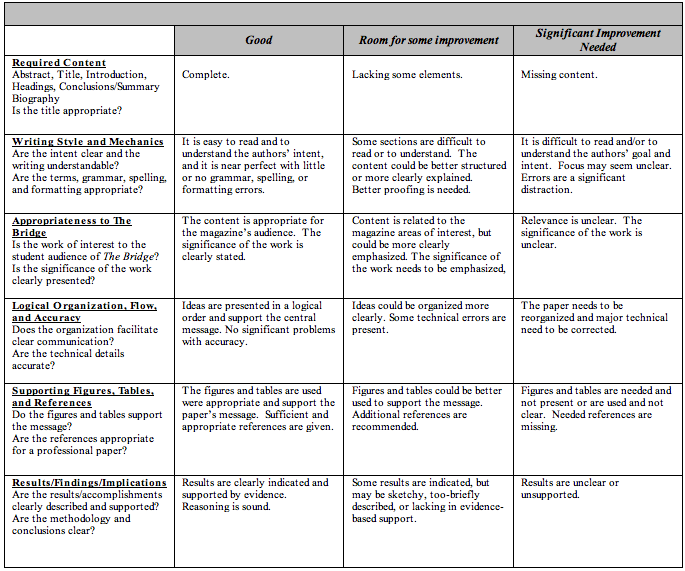 Good
Room for some improvement
Significant Improvement
Needed
Required Content
Abstract, Title, Introduction,
Headings, Conclusions/Summary
Biography
Is the title appropriate?
Complete.
Lacking some elements.
Missing content.
Writing Style and Mechanics
Are the intent clear and the
writing understandable?
Are the terms, grammar, spelling,
and formatting appropriate?
It is easy to read and to
understand the authors' intent,
and it is near perfect with little
or no grammar, spelling, or
formatting errors.
Some sections are difficult to
read or to understand. The
content could be better structured
or more clearly explained.
Better proofing is needed.
It is difficult to read and/or to
understand the authors' goal and
intent. Focus may seem unclear.
Errors are a significant
distraction.
Appropriateness to The
Bridge
Is the work of interest to the
student audience of The Bridge?
Is the significance of the work
clearly presented?
The content is appropriate for
the magazine's audience. The
significance of the work is
clearly stated.
Content is related to the
magazine areas of interest, but
could be more clearly
emphasized. The significance of
the work needs to be emphasized,
Relevance is unclear. The
significance of the work is
unclear.
Logical Organization, Flow,
and Accuracy
Does the organization facilitate
clear communication?
Are the technical details
accurate?
Ideas are presented in a logical
order and support the central
message. No significant problems
with accuracy.
Ideas could be organized more
clearly. Some technical errors are
present.
The paper needs to be
reorganized and major technical
need to be corrected.
Supporting Figures, Tables,
and References
Do the figures and tables support
the message?
Are the references appropriate
for a professional paper?
The figures and tables are used
were appropriate and support the
paper's message. Sufficient and
appropriate references are given.
Figures and tables could be better
used to support the message.
Additional references are
recommended.
Figures and tables are needed and
not present or are used and not
clear. Needed references are
missing.
Results/Findings/Implications
Are the results/accomplishments
clearly described and supported?
Are the methodology and
conclusions clear?
Results are clearly indicated and
supported by evidence.
Reasoning is sound.
Some results are indicated, but
may be sketchy, too-briefly
described, or lacking in evidence-
based support.
Results are unclear or
unsupported.